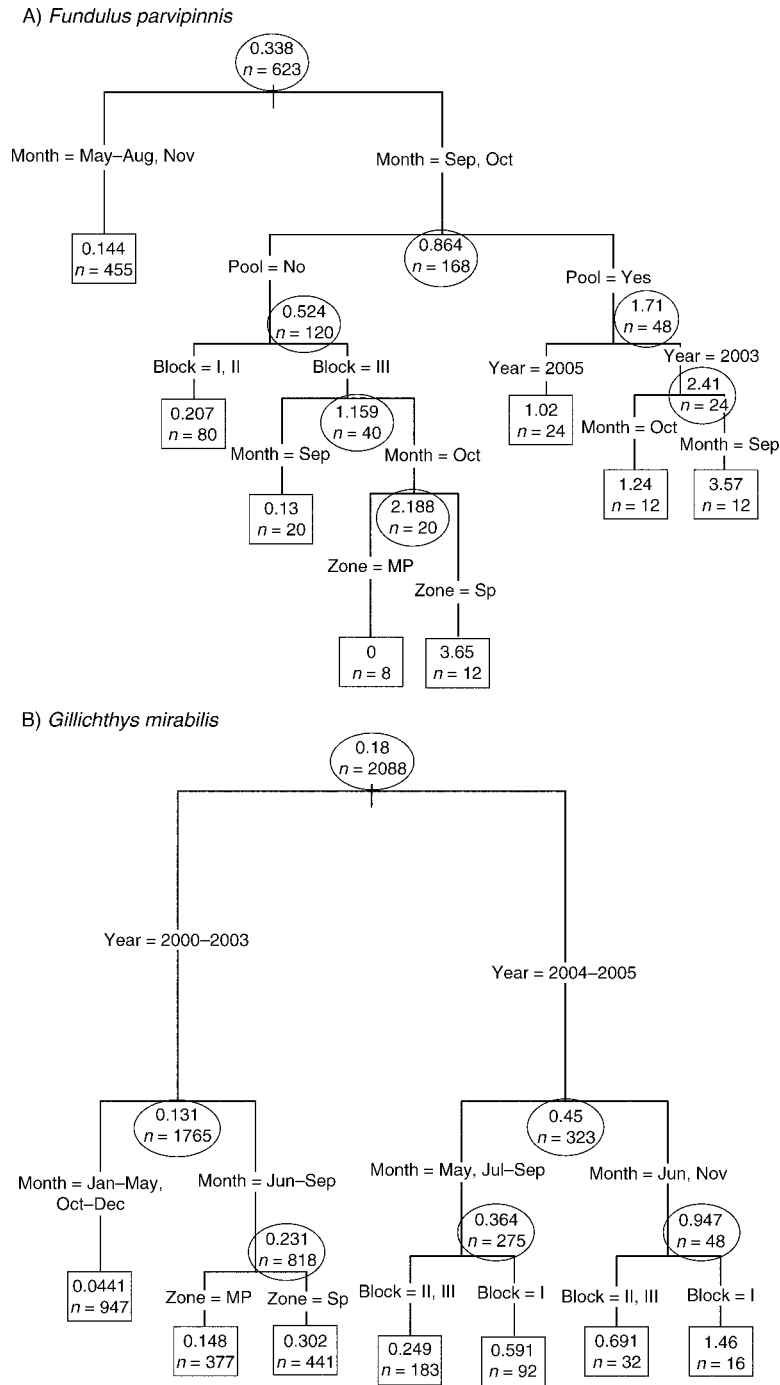 A) Fundulus parvipinnis
0.338
n = 623
Month = May–Aug, Nov
Month = Sep, Oct
0.144
n = 455
0.864
n = 168
Pool = No
Pool = Yes
0.524
n = 120
1.71
n = 48
Block = I, II
Block = III
Year = 2005
Year = 2003
0.207
n = 80
1.159
n = 40
1.02
n = 24
2.41
n = 24
Month = Sep
Month = Oct
Month = Oct
Month = Sep
0.13
n = 20
2.188
n = 20
1.24
n = 12
3.57
n = 12
Zone = MP
Zone = Sp
0
n = 8
3.65
n = 12
B) Gillichthys mirabilis
0.18
n = 2088
Year = 2000–2003
Year = 2004–2005
0.131
n = 1765
0.45
n = 323
Month = Jan–May,
Oct–Dec
Month = Jun–Sep
Month = May, Jul–Sep
Month = Jun, Nov
0.0441
n = 947
0.231
n = 818
0.364
n = 275
0.947
n = 48
Zone = MP
Zone = Sp
Block = II, III
Block = I
Block = II, III
Block = I
0.148
n = 377
0.302
n = 441
0.249
n = 183
0.591
n = 92
0.691
n = 32
1.46
n = 16